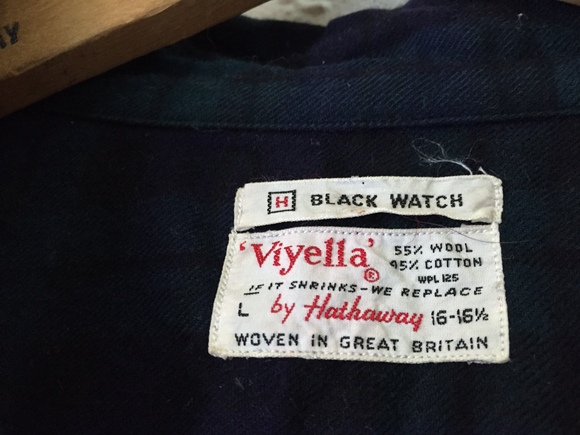 AY
H BLACK WATCH
'Viyella'® 55% WOOL
45% COTTON
WPL 125
IF IT SHRINKS-WE REPLACE
L by Hathaway 16-16½
WOVEN IN GREAT BRITAIN